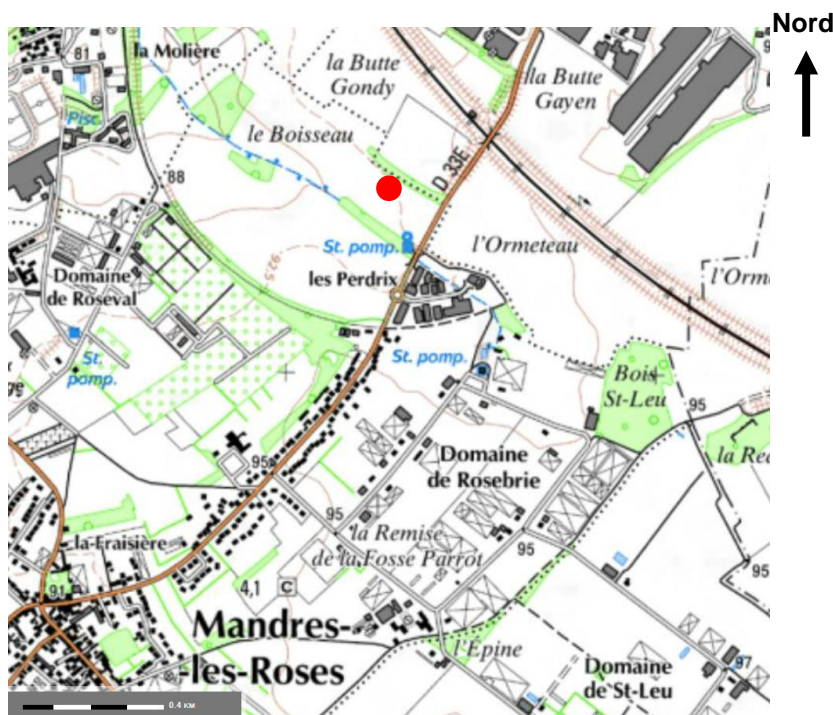 Nord
81
la Molière
la Butte
Gondy
la Butte
Gayen
Pisc.
le Boisseau
D 33E
88
St. pomp.
l'Ormeteau
92,5
les Perdrix
l'Orm
Domaine
de Roseval
St.
pomp.
St. pomp.
Bois
St-Leu
95
la Rec
Domaine
de Rosebrie
95
95
la Remise
de la Fosse Parrot
95
la Fraisière
95
4,1
C
91
Mandres-
-les-Roses
l'Épine
97
Domaine
de St-Leu
0.4 KM